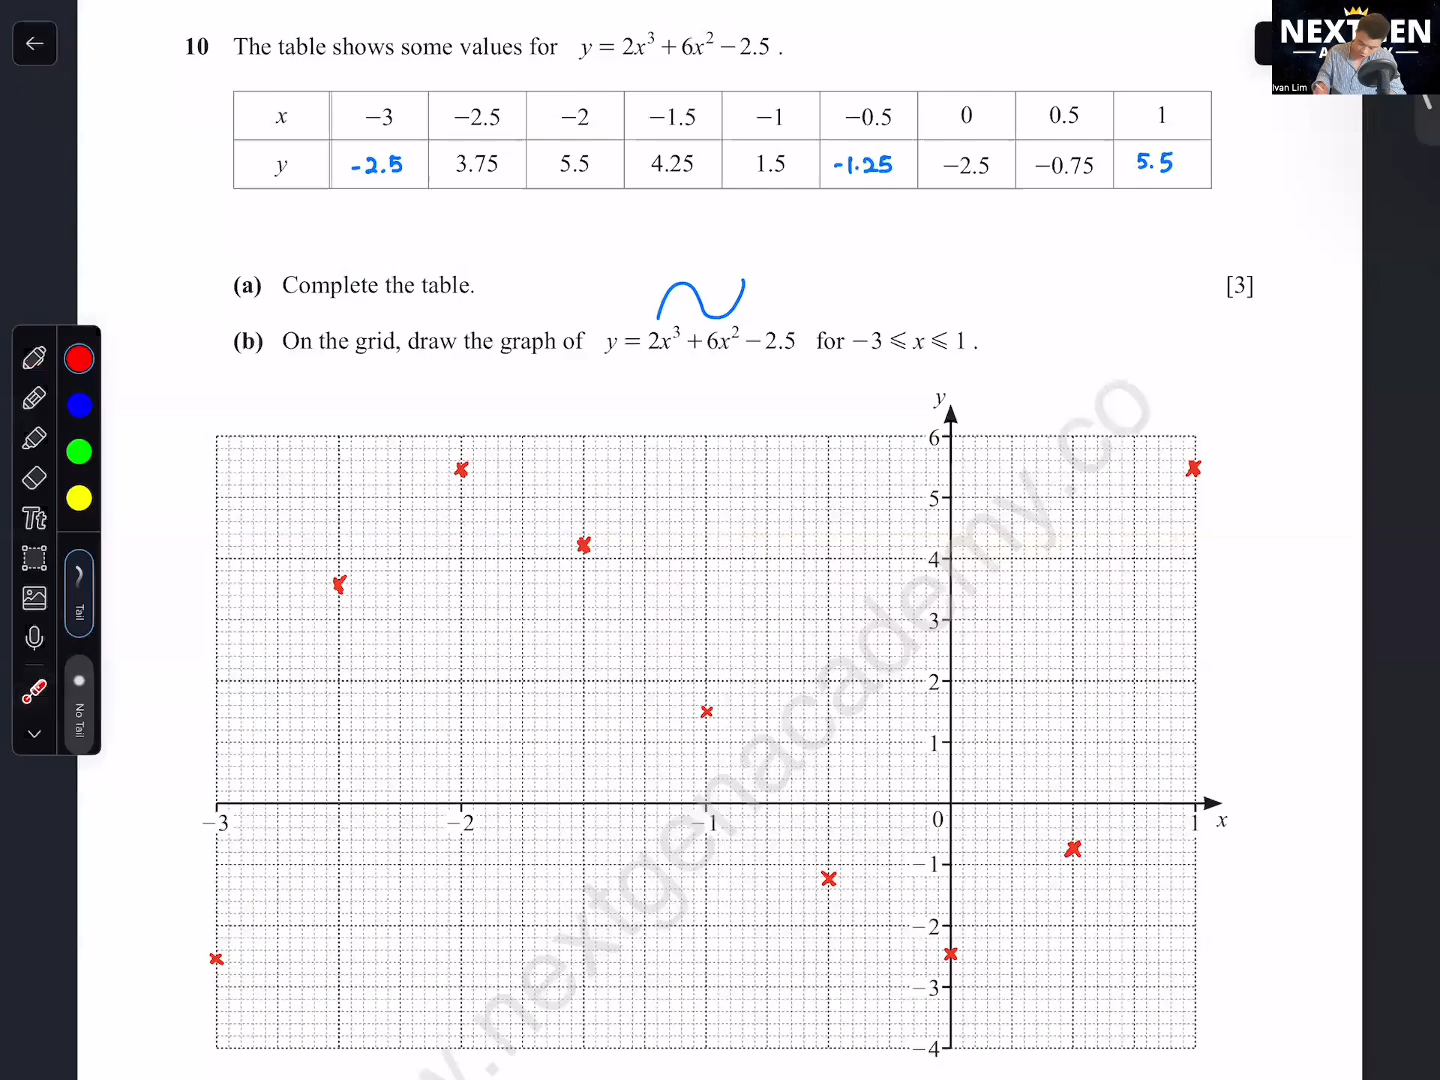 NEXTGEN
Ivan Lim
10 The table shows some values for y = 2x³ + 6x² − 2.5 .
x −3 −2.5 −2 −1.5 −1 −0.5 0 0.5 1
y -2.5 3.75 5.5 4.25 1.5 -1.25 −2.5 −0.75 5.5
(a) Complete the table. [3]
(b) On the grid, draw the graph of y = 2x³ + 6x² − 2.5 for −3 ⩽ x ⩽ 1 .
y
6
5
4
3
2
1
−3 −2 −1 0 1 x
−1
−2
−3
−4
Tt
Tail
No Tail
w.nextgenacademy.co